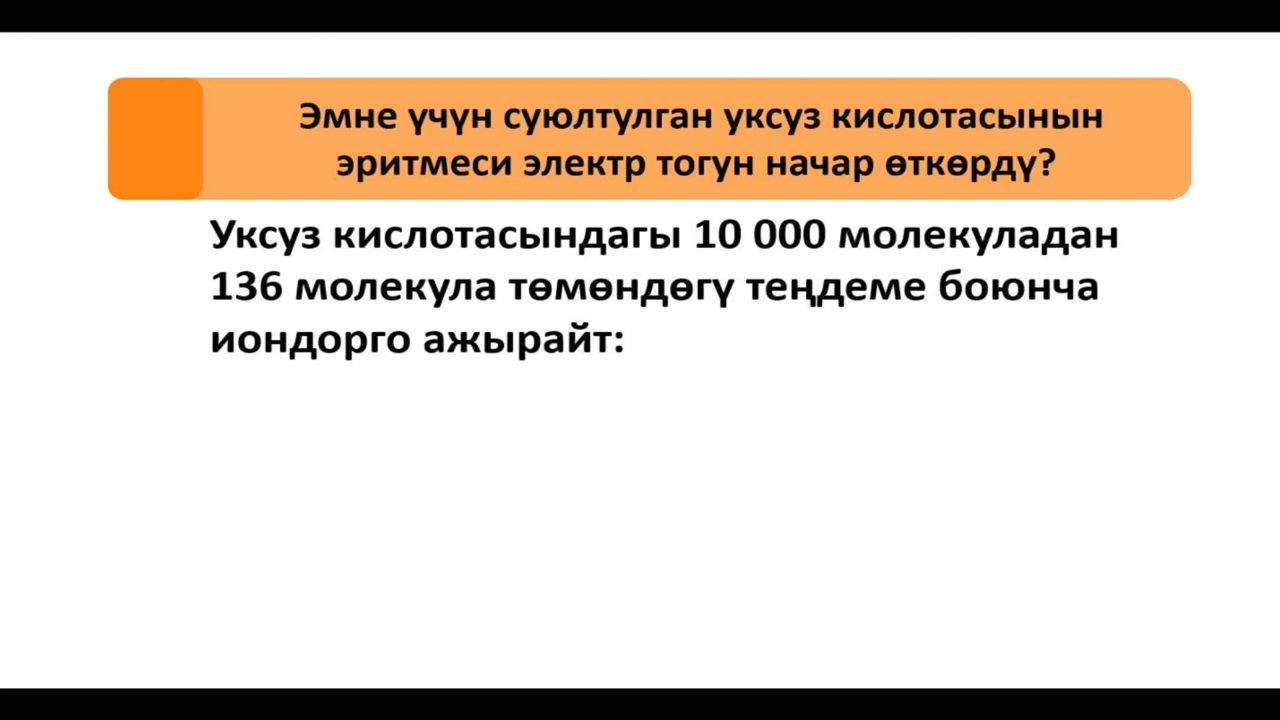 Эмне үчүн суюлтулган уксуз кислотасынын
эритмеси электр тогун начар өткөрдү?
Уксуз кислотасындагы 10 000 молекуладан
136 молекула төмөндөгү теңдеме боюнча
иондорго ажырайт: